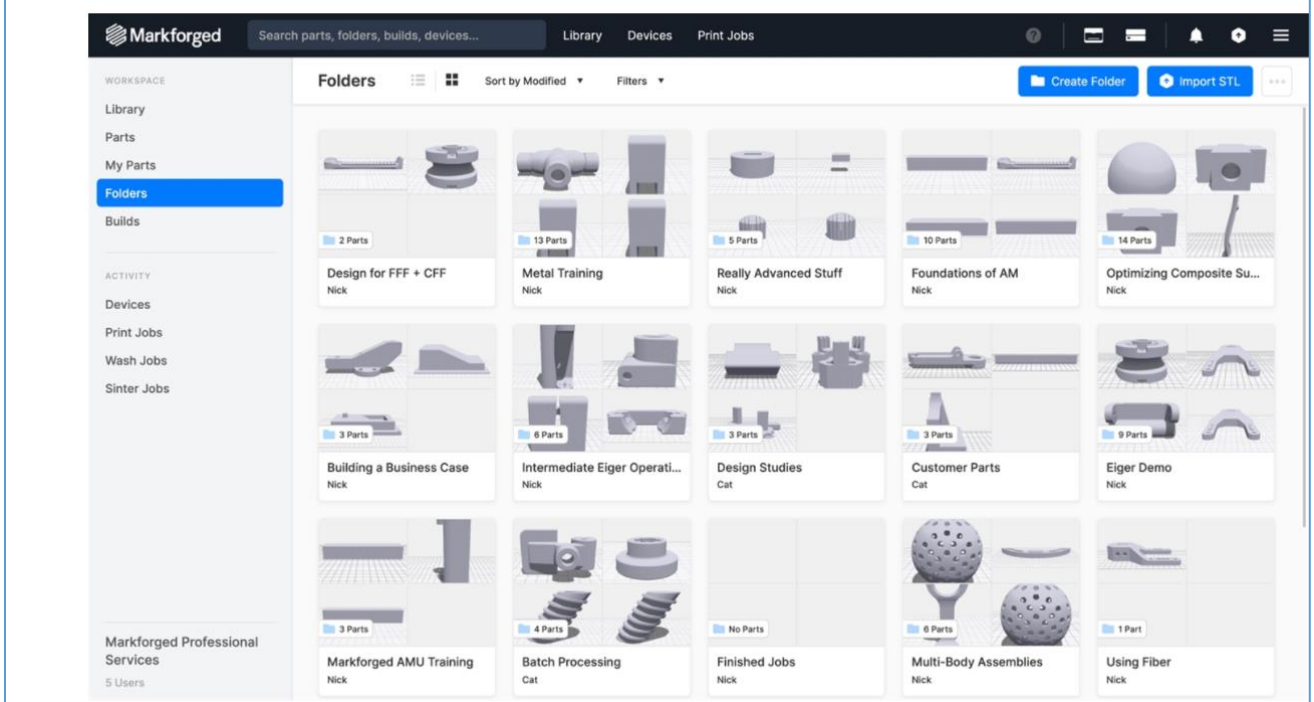 Markforged
Search parts, folders, builds, devices...
Library Devices Print Jobs
WORKSPACE
Library
Parts
My Parts
Folders
Builds
ACTIVITY
Devices
Print Jobs
Wash Jobs
Sinter Jobs
Markforged Professional
Services
5 Users
Folders
Sort by Modified
Filters
Create Folder
Import STL
2 Parts
Design for FFF + CFF
Nick
13 Parts
Metal Training
Nick
5 Parts
Really Advanced Stuff
Nick
10 Parts
Foundations of AM
Nick
14 Parts
Optimizing Composite Su...
Nick
3 Parts
Building a Business Case
Nick
6 Parts
Intermediate Eiger Operati...
Nick
3 Parts
Design Studies
Cat
3 Parts
Customer Parts
Cat
9 Parts
Eiger Demo
Nick
3 Parts
Markforged AMU Training
Nick
4 Parts
Batch Processing
Cat
No Parts
Finished Jobs
Nick
6 Parts
Multi-Body Assemblies
Nick
1 Part
Using Fiber
Nick